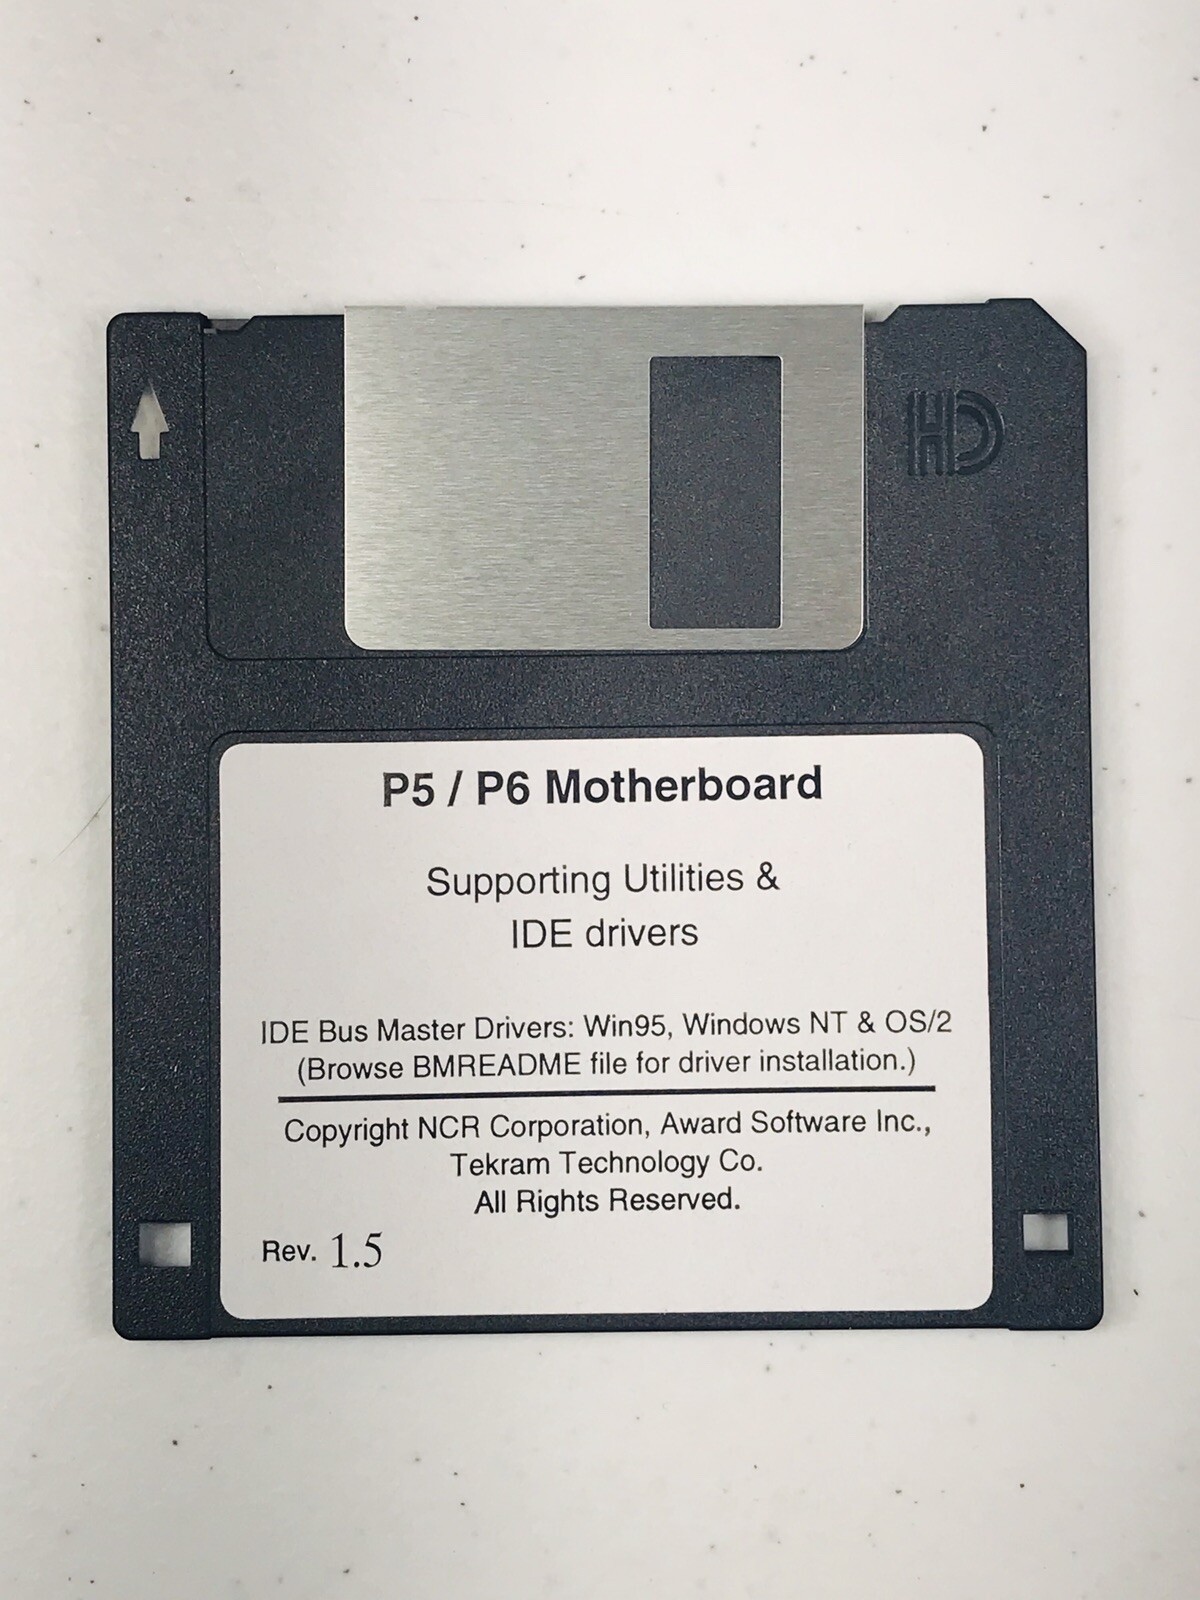 HD
P5 / P6 Motherboard
Supporting Utilities &
IDE drivers
IDE Bus Master Drivers: Win95, Windows NT & OS/2
(Browse BMREADME file for driver installation.)
Copyright NCR Corporation, Award Software Inc.,
Tekram Technology Co.
All Rights Reserved.
Rev. 1.5